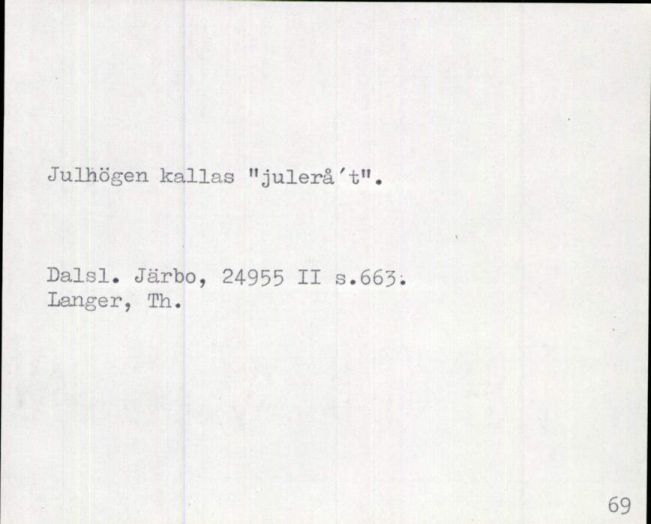 Julhögen kallas "julerå´t".
Dalsl. Järbo, 24955 II s.663.
Langer, Th.
69